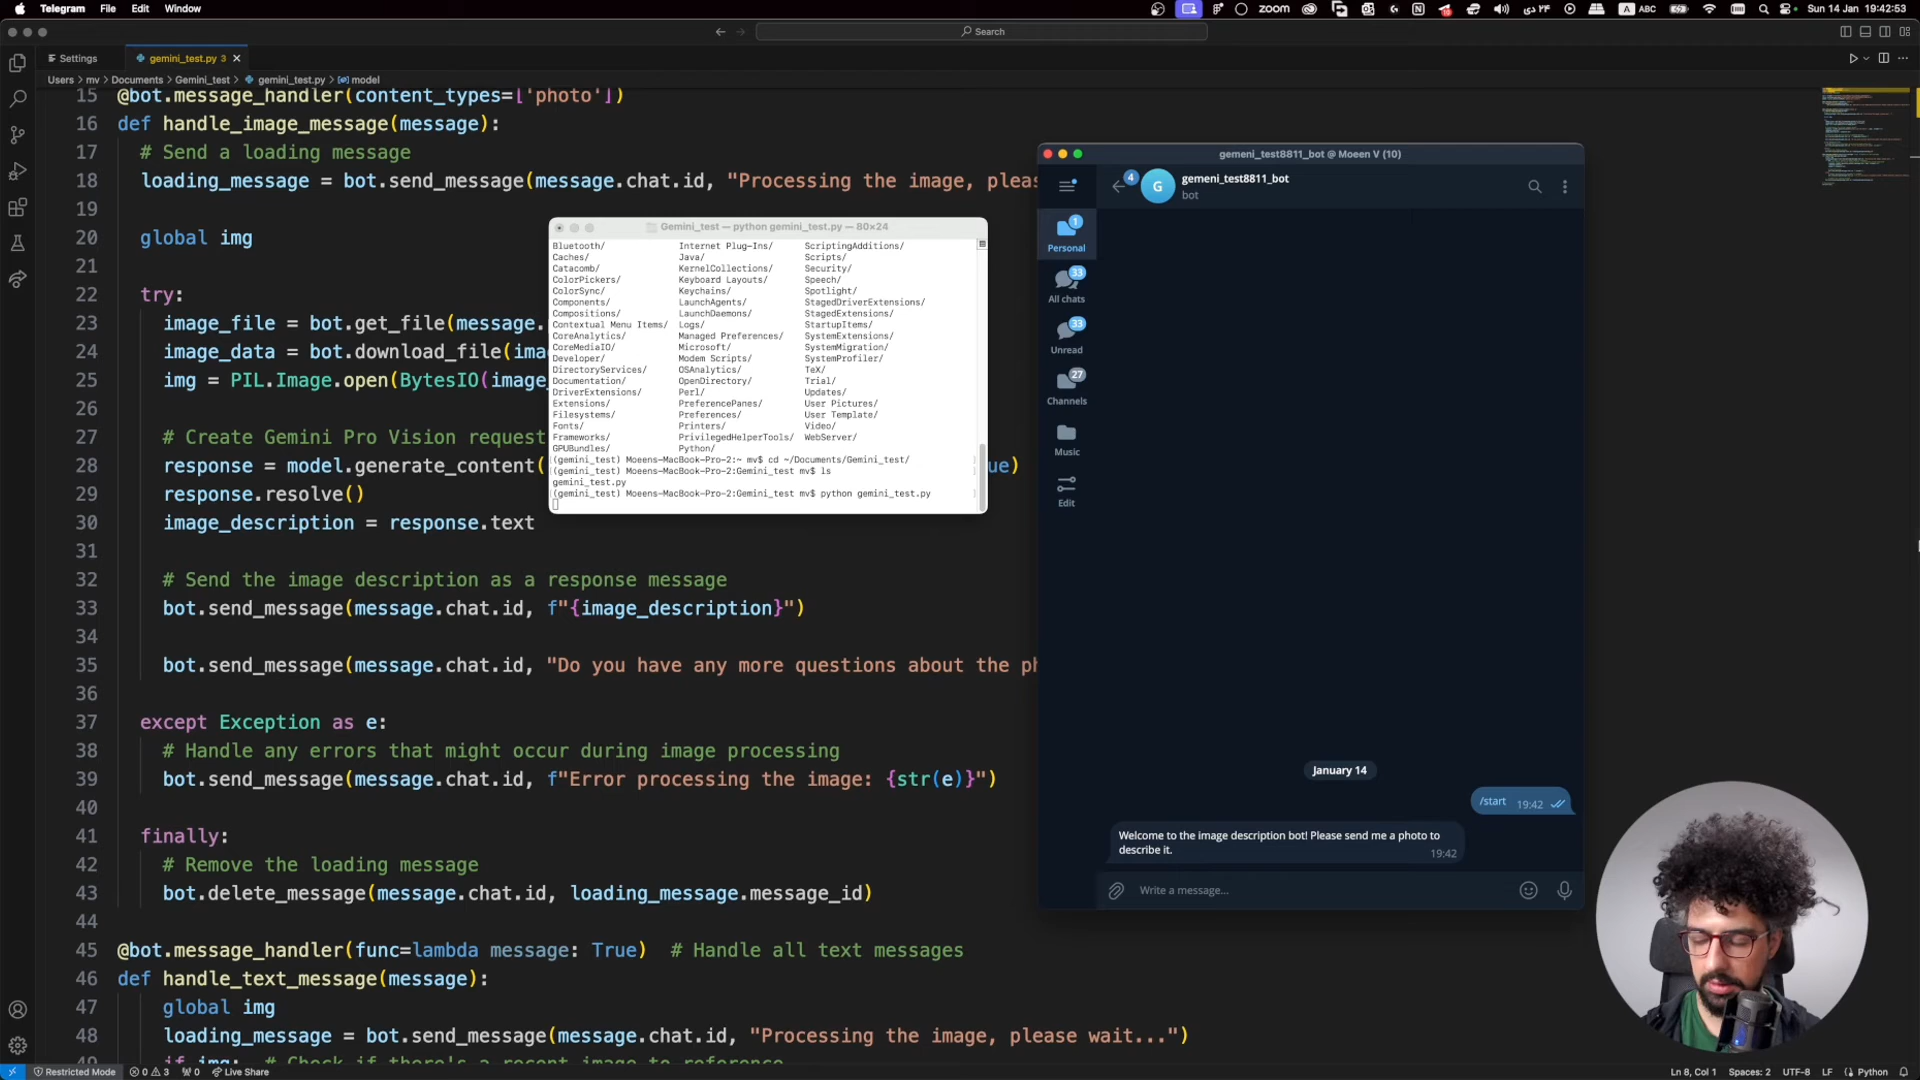 Telegram File Edit Window
zoom
۲۴ دی
A ABC
Sun 14 Jan 19:42:53
Search
Settings
gemini_test.py 3
Users > mv > Documents > Gemini_test > gemini_test.py > model
15 @bot.message_handler(content_types=['photo'])
16 def handle_image_message(message):
17 # Send a loading message
18 loading_message = bot.send_message(message.chat.id, "Processing the image,
19
20 global img
21
22 try:
23 image_file = bot.get_file(message.
24 image_data = bot.download_file(
25 img = PIL.Image.open(BytesIO(
26
27 # Create Gemini Pro Vision request
28 response = model.generate_content(
29 response.resolve()
30 image_description = response.text
31
32 # Send the image description as a response message
33 bot.send_message(message.chat.id, f"{image_description}")
34
35 bot.send_message(message.chat.id, "Do you have any more questions about the
36
37 except Exception as e:
38 # Handle any errors that might occur during image processing
39 bot.send_message(message.chat.id, f"Error processing the image: {str(e)}")
40
41 finally:
42 # Remove the loading message
43 bot.delete_message(message.chat.id, loading_message.message_id)
44
45 @bot.message_handler(func=lambda message: True) # Handle all text messages
46 def handle_text_message(message):
47 global img
48 loading_message = bot.send_message(message.chat.id, "Processing the image, please wait...")
Gemini_test — python gemini_test.py — 80×24
Bluetooth/ Internet Plug-Ins/ ScriptingAdditions/
Caches/ Java/ Scripts/
Catacomb/ KernelCollections/ Security/
ColorPickers/ Keyboard Layouts/ Speech/
ColorSync/ Keychains/ Spotlight/
Components/ LaunchAgents/ StagedDriverExtensions/
Compositions/ LaunchDaemons/ StagedExtensions/
Contextual Menu Items/ Logs/ StartupItems/
CoreAnalytics/ Managed Preferences/ SystemExtensions/
CoreMediaIO/ Microsoft/ SystemMigration/
Developer/ Modem Scripts/ SystemProfiler/
DirectoryServices/ OSAnalytics/ TeX/
Documentation/ OpenDirectory/ Trial/
DriverExtensions/ Perl/ Updates/
Extensions/ PreferencePanes/ User Pictures/
Filesystems/ Preferences/ User Template/
Fonts/ Printers/ Video/
Frameworks/ PrivilegedHelperTools/ WebServer/
GPUBundles/ Python/
(gemini_test) Moeens-MacBook-Pro-2:~ mv$ cd ~/Documents/Gemini_test/
(gemini_test) Moeens-MacBook-Pro-2:Gemini_test mv$ ls
gemini_test.py
(gemini_test) Moeens-MacBook-Pro-2:Gemini_test mv$ python gemini_test.py
gemeni_test8811_bot @ Moeen V (10)
4
G
gemeni_test8811_bot
bot
1
Personal
33
All chats
33
Unread
27
Channels
Music
Edit
January 14
/start 19:42
Welcome to the image description bot! Please send me a photo to
describe it.
19:42
Write a message...
Restricted Mode 0 3 0 Live Share
Ln 8, Col 1 Spaces: 2 UTF-8 LF Python